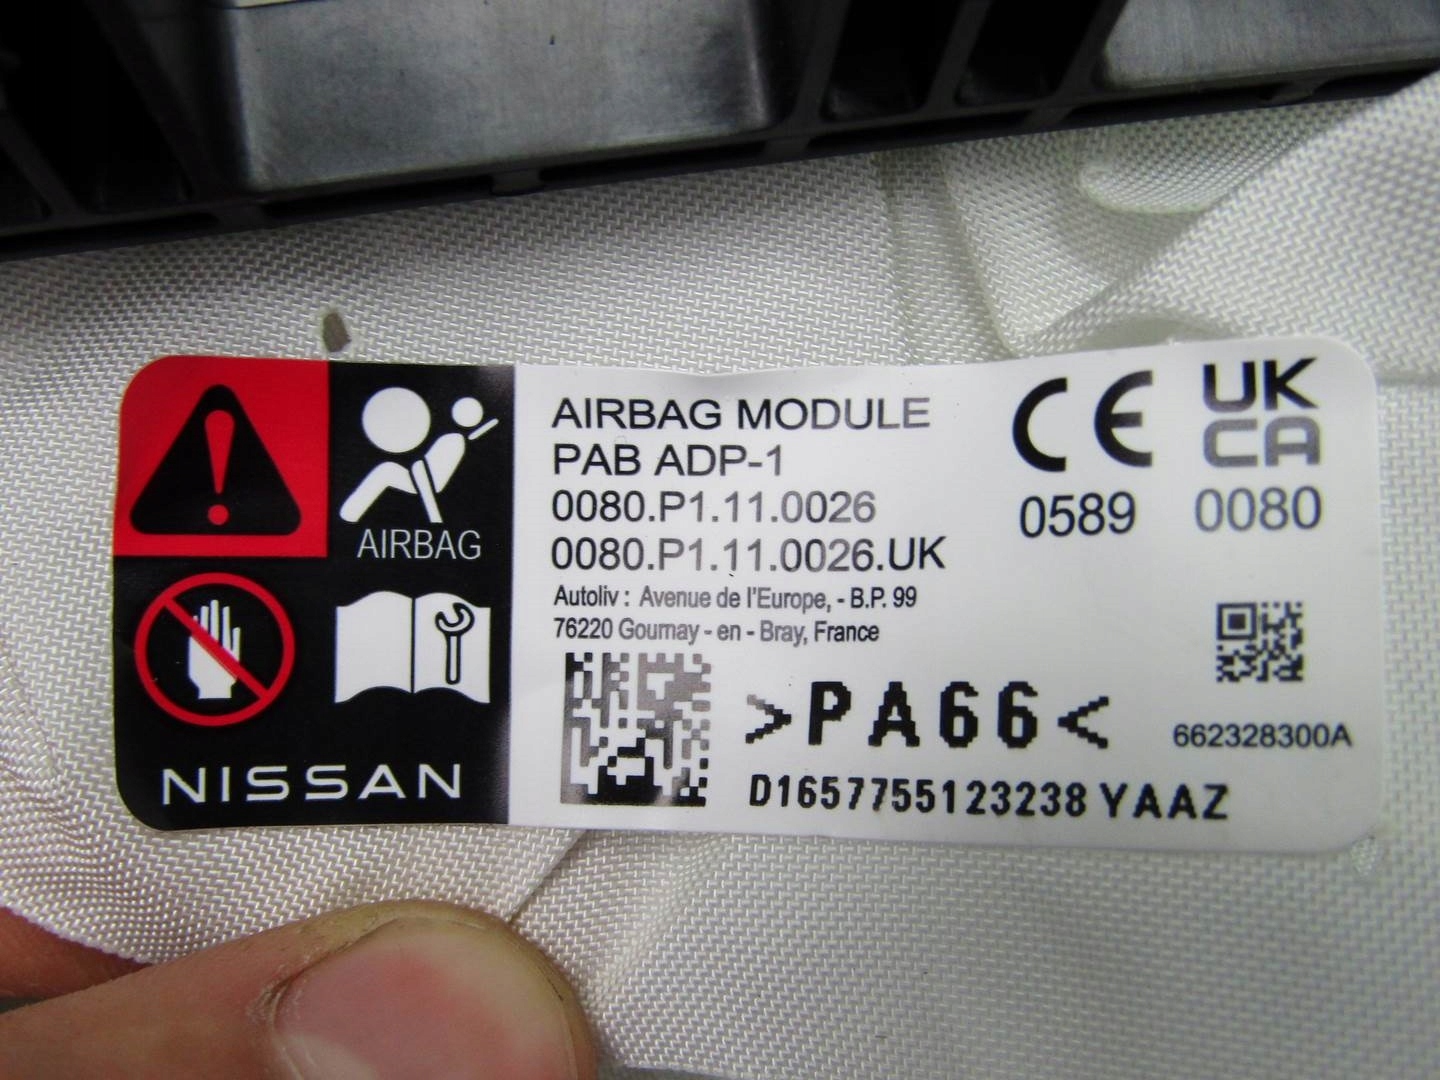 AIRBAG
NISSAN
AIRBAG MODULE
PAB ADP-1
0080.P1.11.0026
0080.P1.11.0026.UK
Autoliv : Avenue de l'Europe, - B.P. 99
76220 Gournay - en - Bray, France
>PA66<
D1657755123238 YAAZ
CE
0589
UK
CA
0080
662328300A